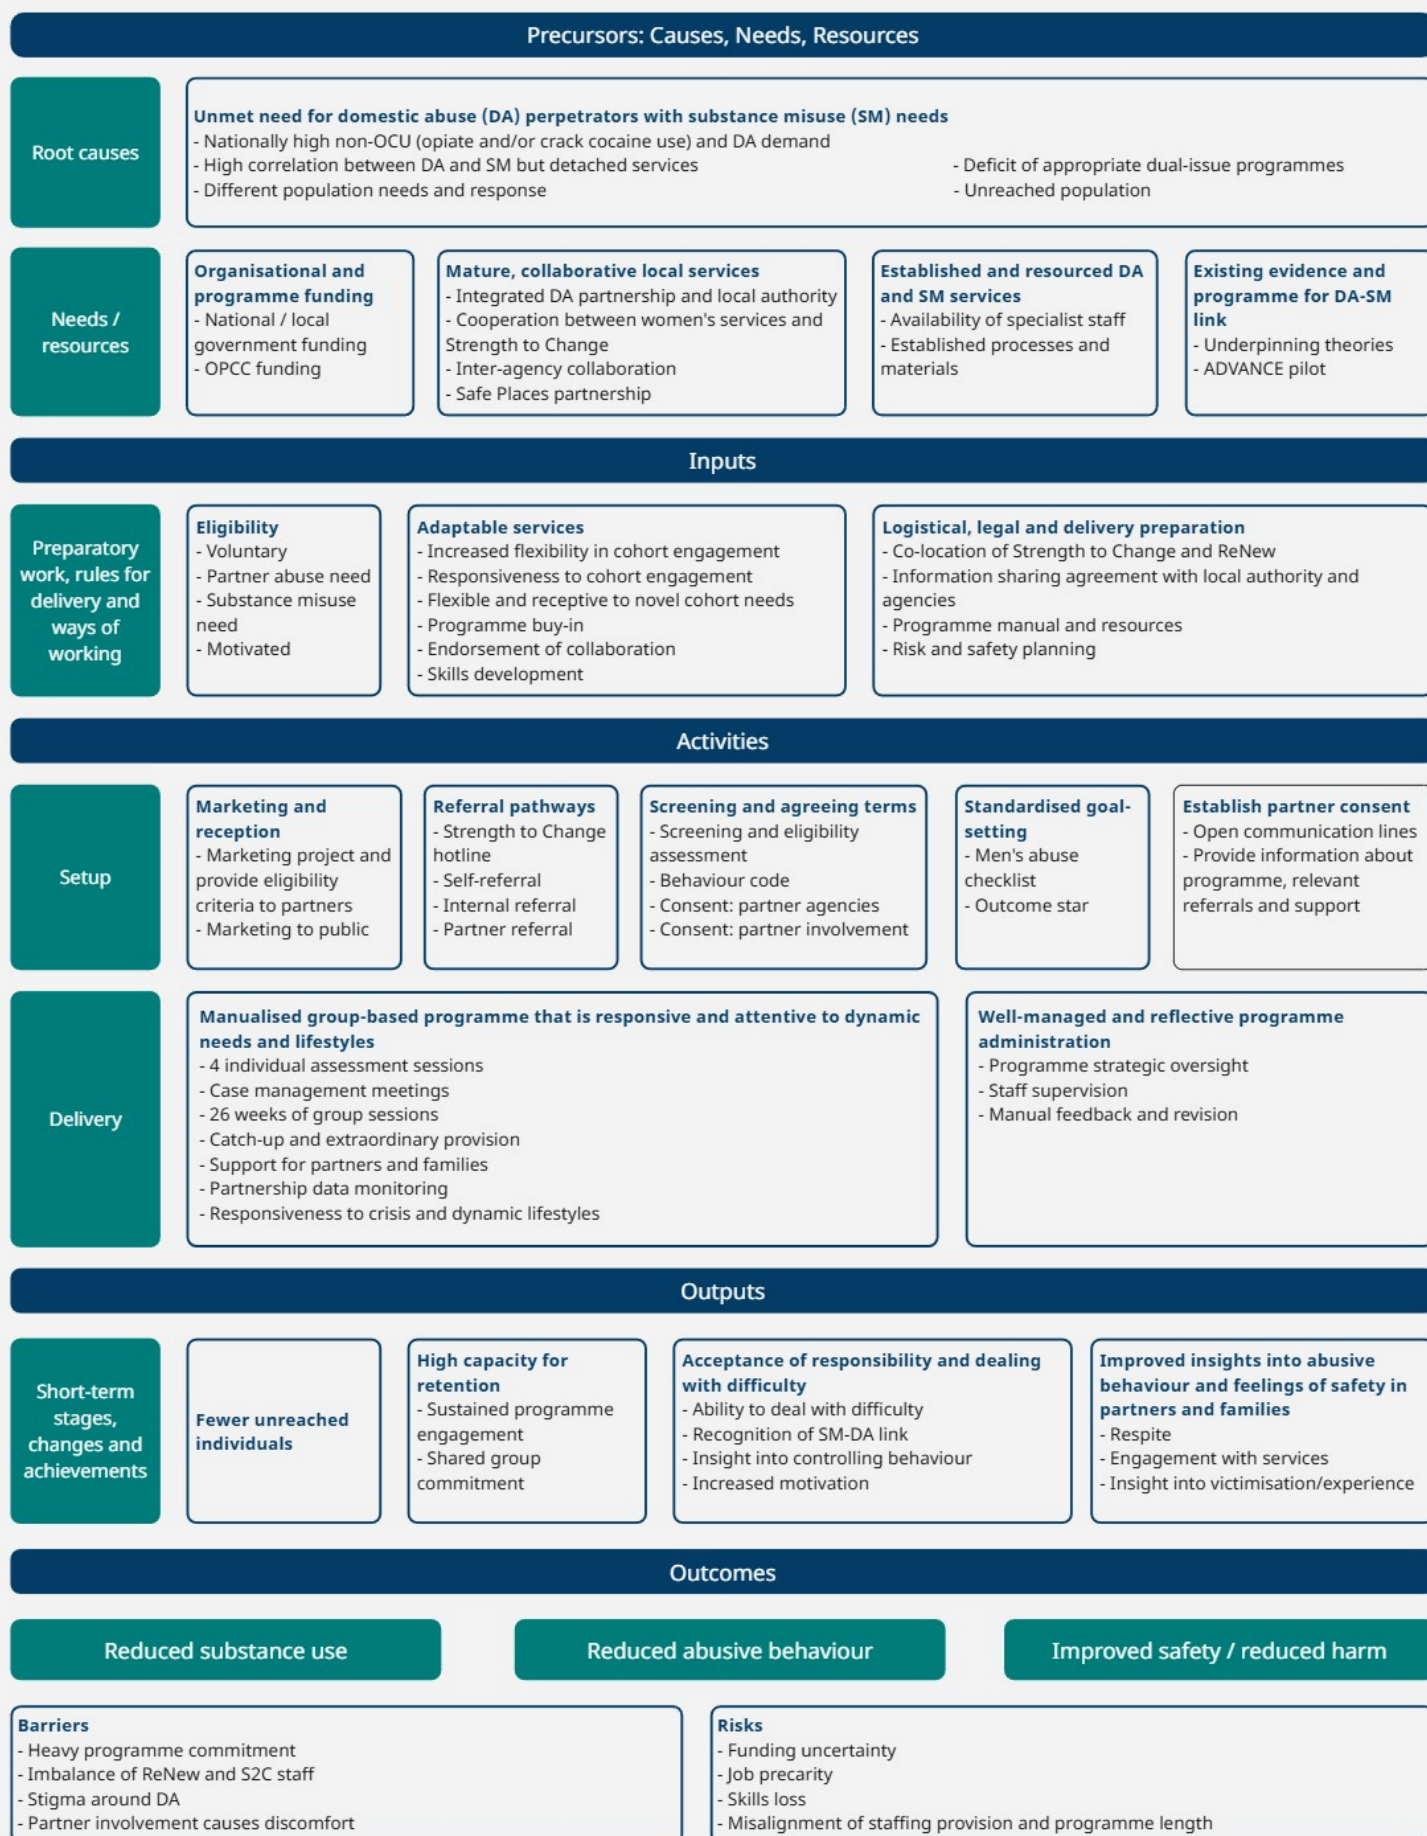 Precursors: Causes, Needs, Resources
Root causes
Unmet need for domestic abuse (DA) perpetrators with substance misuse (SM) needs
- Nationally high non-OCU (opiate and/or crack cocaine use) and DA demand
- High correlation between DA and SM but detached services
- Different population needs and response
- Deficit of appropriate dual-issue programmes
- Unreached population
Needs /
resources
Organisational and
programme funding
- National / local
government funding
- OPCC funding
Mature, collaborative local services
- Integrated DA partnership and local authority
- Cooperation between women's services and
Strength to Change
- Inter-agency collaboration
- Safe Places partnership
Established and resourced DA
and SM services
- Availability of specialist staff
- Established processes and
materials
Existing evidence and
programme for DA-SM
link
- Underpinning theories
- ADVANCE pilot
Inputs
Preparatory
work, rules for
delivery and
ways of
working
Eligibility
- Voluntary
- Partner abuse need
- Substance misuse
need
- Motivated
Adaptable services
- Increased flexibility in cohort engagement
- Responsiveness to cohort engagement
- Flexible and receptive to novel cohort needs
- Programme buy-in
- Endorsement of collaboration
- Skills development
Logistical, legal and delivery preparation
- Co-location of Strength to Change and ReNew
- Information sharing agreement with local authority and
agencies
- Programme manual and resources
- Risk and safety planning
Activities
Setup
Marketing and
reception
- Marketing project and
provide eligibility
criteria to partners
- Marketing to public
Referral pathways
- Strength to Change
hotline
- Self-referral
- Internal referral
- Partner referral
Screening and agreeing terms
- Screening and eligibility
assessment
- Behaviour code
- Consent: partner agencies
- Consent: partner involvement
Standardised goal-
setting
- Men's abuse
checklist
- Outcome star
Establish partner consent
- Open communication lines
- Provide information about
programme, relevant
referrals and support
Delivery
Manualised group-based programme that is responsive and attentive to dynamic
needs and lifestyles
- 4 individual assessment sessions
- Case management meetings
- 26 weeks of group sessions
- Catch-up and extraordinary provision
- Support for partners and families
- Partnership data monitoring
- Responsiveness to crisis and dynamic lifestyles
Well-managed and reflective programme
administration
- Programme strategic oversight
- Staff supervision
- Manual feedback and revision
Outputs
Short-term
stages,
changes and
achievements
Fewer unreached
individuals
High capacity for
retention
- Sustained programme
engagement
- Shared group
commitment
Acceptance of responsibility and dealing
with difficulty
- Ability to deal with difficulty
- Recognition of SM-DA link
- Insight into controlling behaviour
- Increased motivation
Improved insights into abusive
behaviour and feelings of safety in
partners and families
- Respite
- Engagement with services
- Insight into victimisation/experience
Outcomes
Reduced substance use
Reduced abusive behaviour
Improved safety / reduced harm
Barriers
- Heavy programme commitment
- Imbalance of ReNew and S2C staff
- Stigma around DA
- Partner involvement causes discomfort
Risks
- Funding uncertainty
- Job precarity
- Skills loss
- Misalignment of staffing provision and programme length